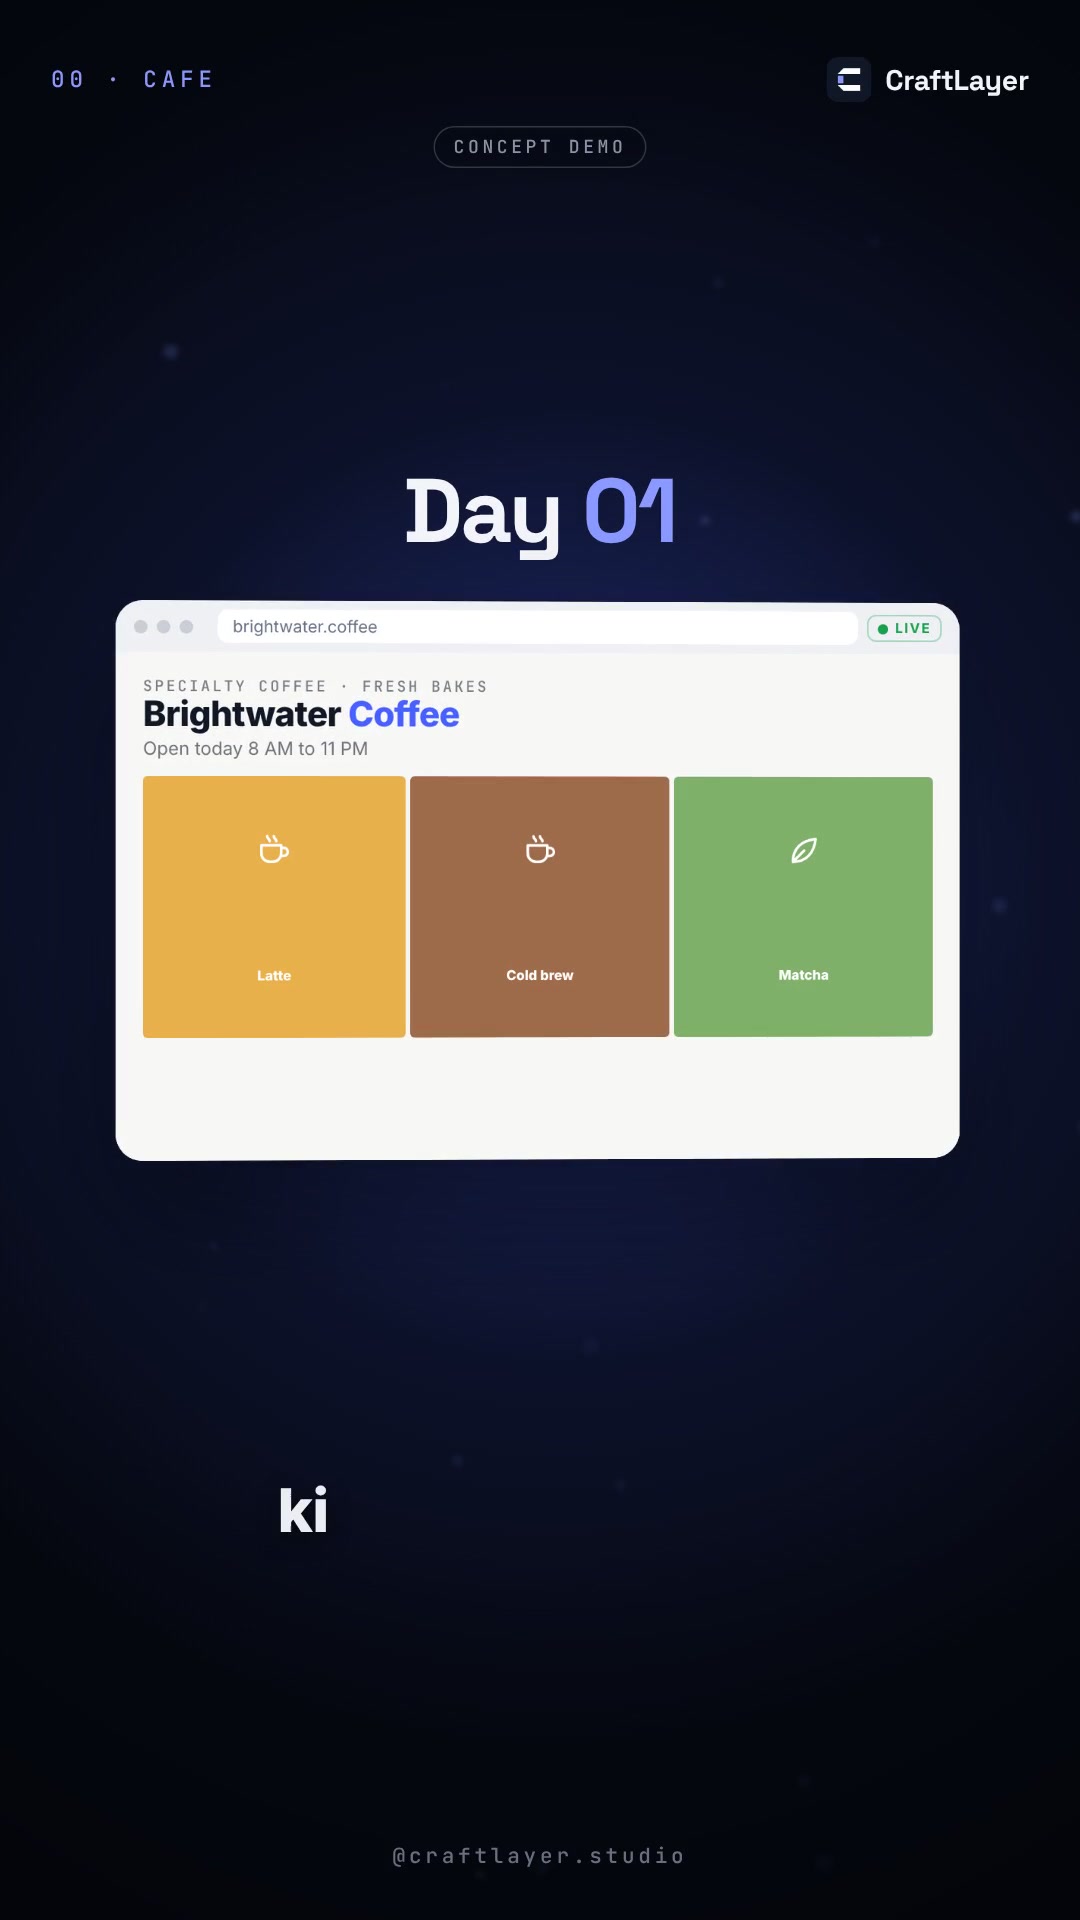 00 · CAFE
CraftLayer
CONCEPT DEMO
Day 01
brightwater.coffee
LIVE
SPECIALTY COFFEE · FRESH BAKES
Brightwater Coffee
Open today 8 AM to 11 PM
Latte
Cold brew
Matcha
ki
@craftlayer.studio